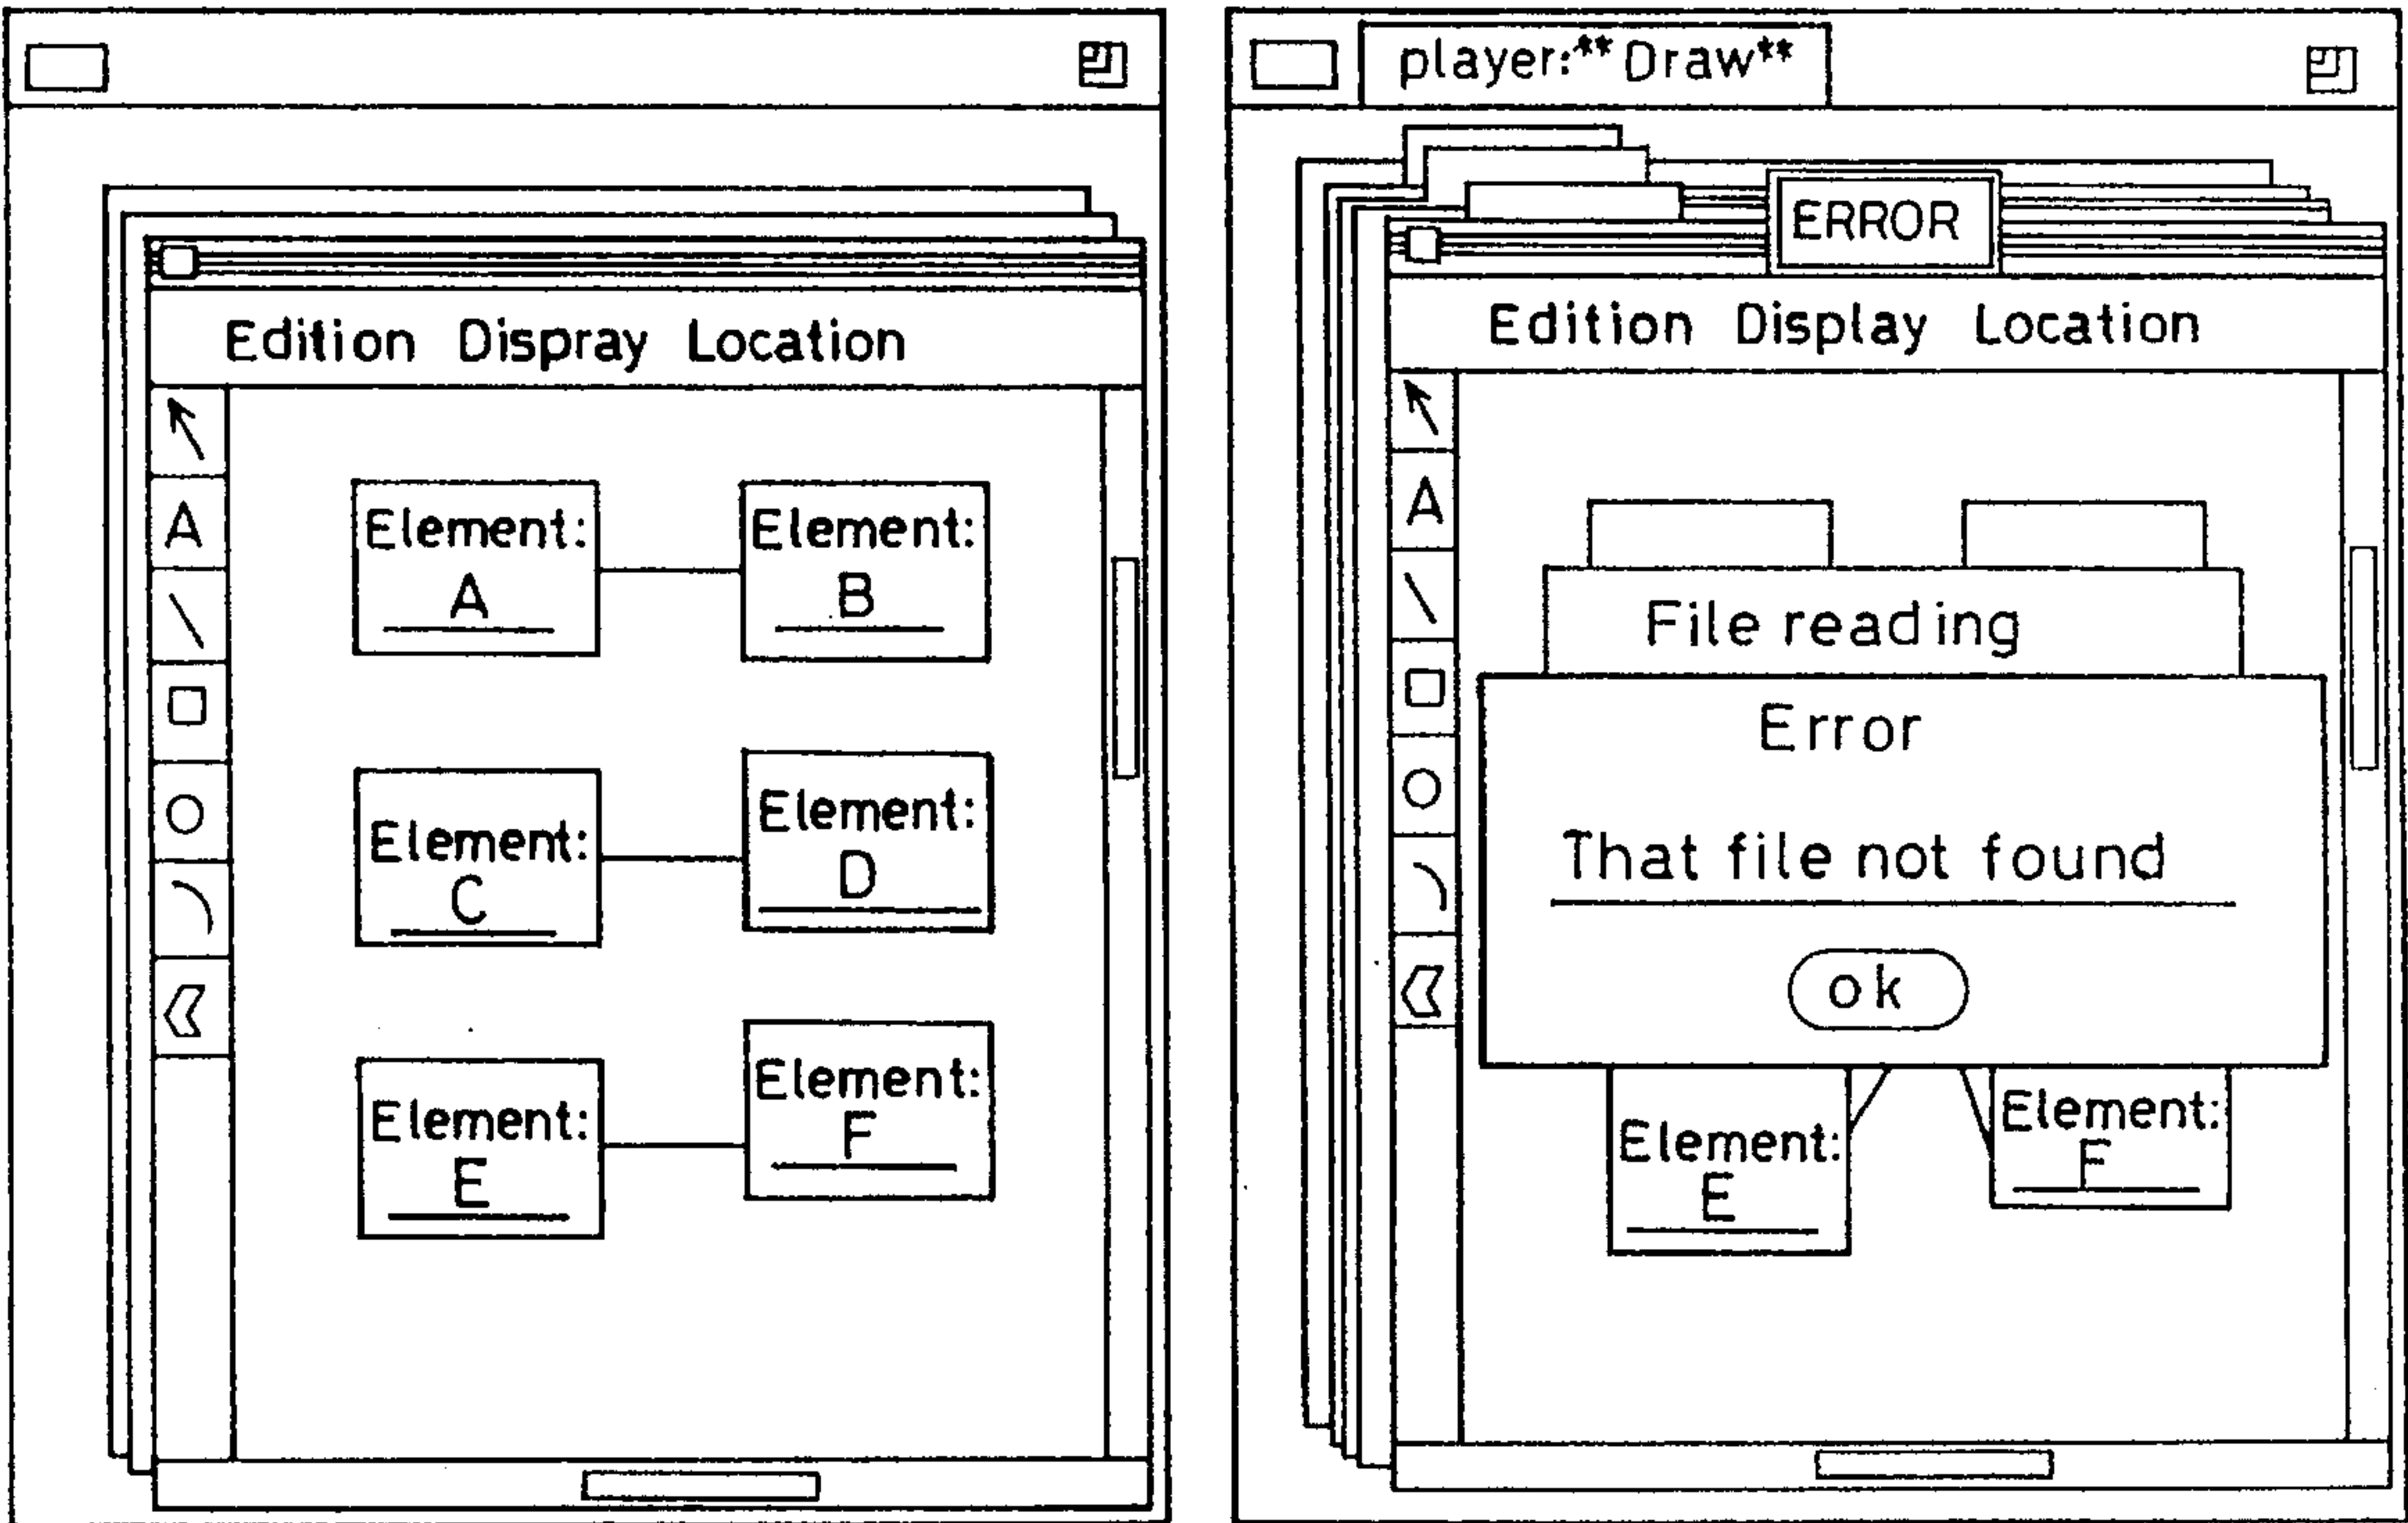 Edition Dispray Location
A
Element:
A
Element:
B
Element:
C
Element:
D
Element:
E
Element:
F
player:**Draw**
ERROR
Edition Display Location
A
File reading
Error
That file not found
ok
Element:
E
Element:
F